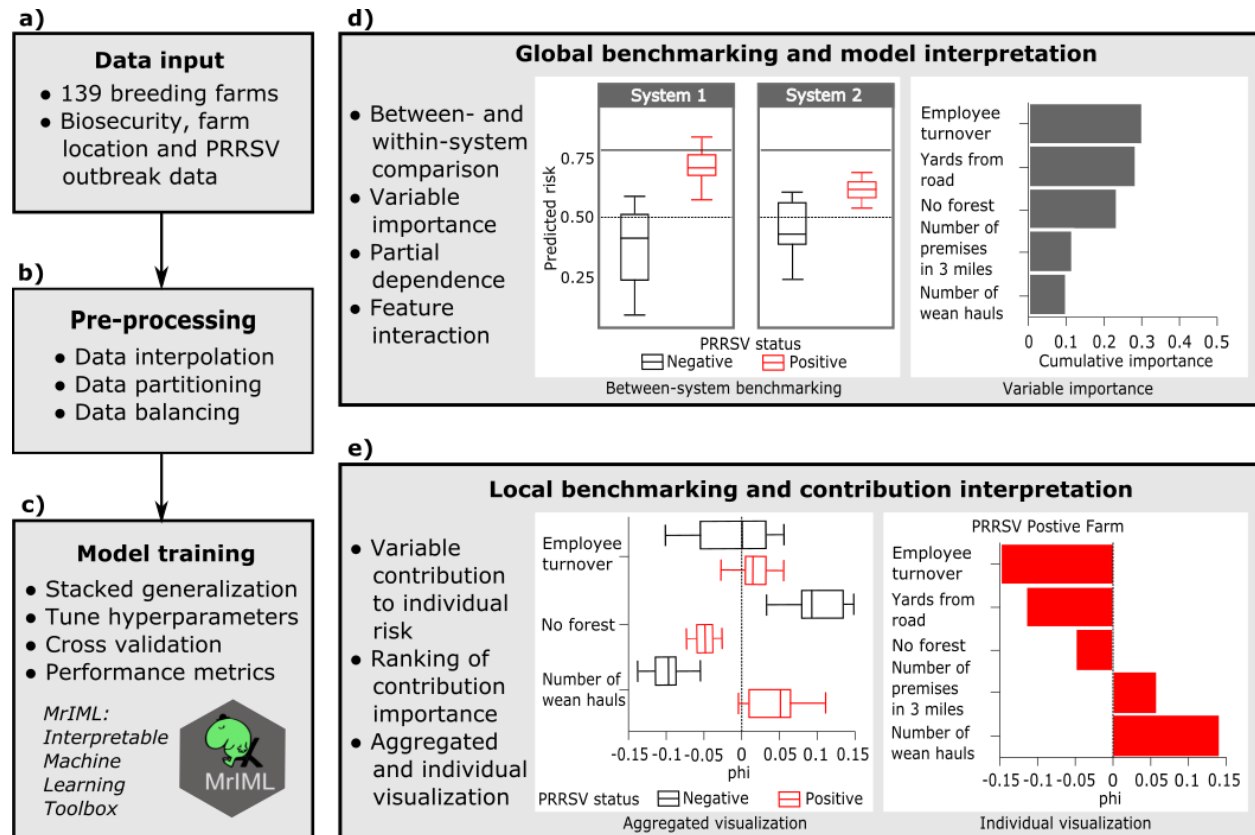 a)
Data input
● 139 breeding farms
● Biosecurity, farm
location and PRRSV
outbreak data
b)
Pre-processing
● Data interpolation
● Data partitioning
● Data balancing
c)
Model training
● Stacked generalization
● Tune hyperparameters
● Cross validation
● Performance metrics
MrIML:
Interpretable
Machine
Learning
Toolbox
MrIML
d)
Global benchmarking and model interpretation
● Between- and
within-system
comparison
● Variable
importance
● Partial
dependence
● Feature
interaction
System 1
System 2
Predicted risk
0.75
0.50
0.25
PRRSV status
Negative
Positive
Between-system benchmarking
Employee
turnover
Yards from
road
No forest
Number of
premises
in 3 miles
Number of
wean hauls
0 0.1 0.2 0.3 0.4 0.5
Cumulative importance
Variable importance
e)
Local benchmarking and contribution interpretation
● Variable
contribution
to individual
risk
● Ranking of
contribution
importance
● Aggregated
and individual
visualization
Employee
turnover
No forest
Number of
wean hauls
-0.15 -0.10 -0.05 0 0.05 0.10 0.15
phi
PRRSV status Negative Positive
Aggregated visualization
PRRSV Postive Farm
Employee
turnover
Yards from
road
No forest
Number of
premises
in 3 miles
Number of
wean hauls
-0.15 -0.10 -0.05 0 0.05 0.10 0.15
phi
Individual visualization